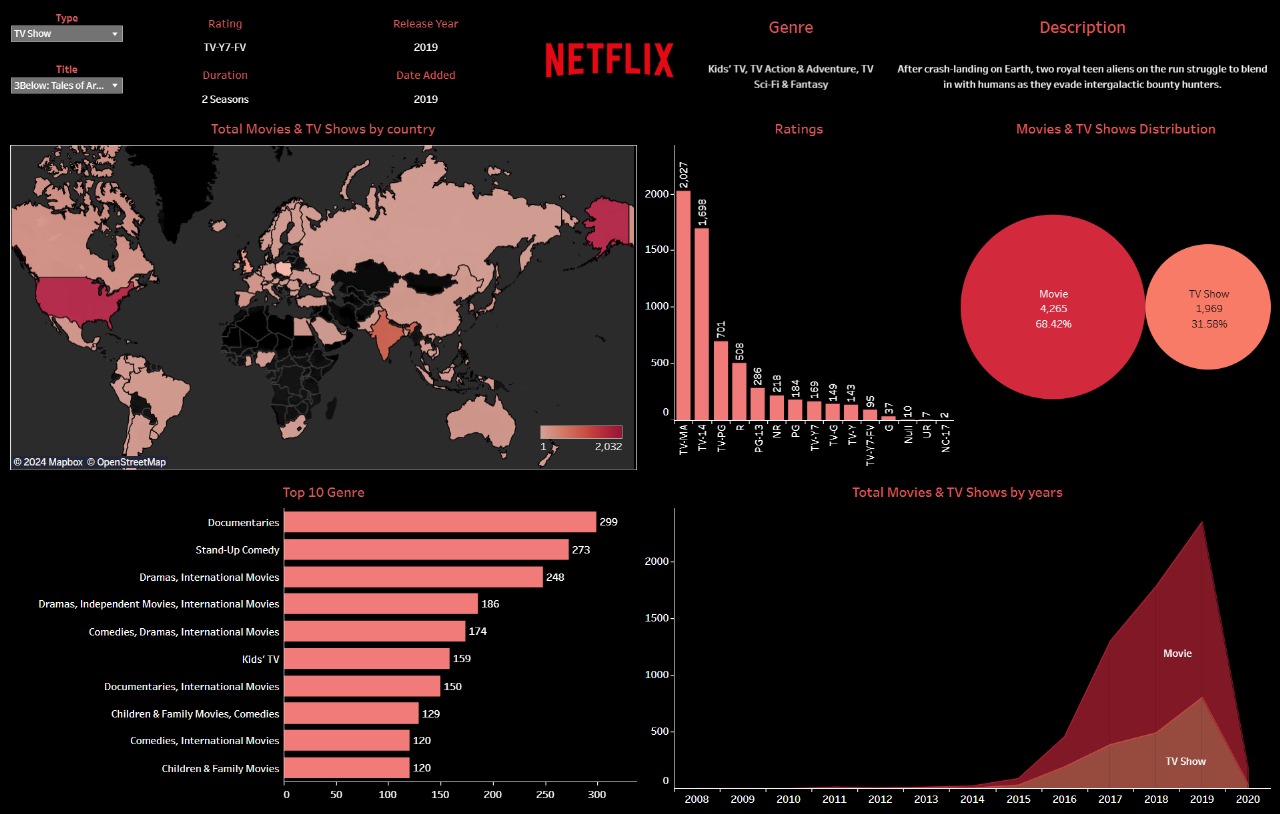 Type
TV Show
Title
3Below: Tales of Ar...
Rating
TV-Y7-FV
Duration
2 Seasons
Release Year
2019
Date Added
2019
NETFLIX
Genre
Kids' TV, TV Action & Adventure, TV
Sci-Fi & Fantasy
Description
After crash-landing on Earth, two royal teen aliens on the run struggle to blend
in with humans as they evade intergalactic bounty hunters.
Total Movies & TV Shows by country
1 2,032
© 2024 Mapbox © OpenStreetMap
Ratings
2000
1500
1000
500
0
2,027
1,698
701
508
286
218
184
169
149
143
95
37
10
7
2
TV-MA
TV-14
TV-PG
R
PG-13
NR
PG
TV-Y7
TV-G
TV-Y
TV-Y7-FV
G
Null
UR
NC-17
Movies & TV Shows Distribution
Movie
4,265
68.42%
TV Show
1,969
31.58%
Top 10 Genre
Documentaries 299
Stand-Up Comedy 273
Dramas, International Movies 248
Dramas, Independent Movies, International Movies 186
Comedies, Dramas, International Movies 174
Kids' TV 159
Documentaries, International Movies 150
Children & Family Movies, Comedies 129
Comedies, International Movies 120
Children & Family Movies 120
0 50 100 150 200 250 300
Total Movies & TV Shows by years
2000
1500
1000
500
0
Movie
TV Show
2008 2009 2010 2011 2012 2013 2014 2015 2016 2017 2018 2019 2020